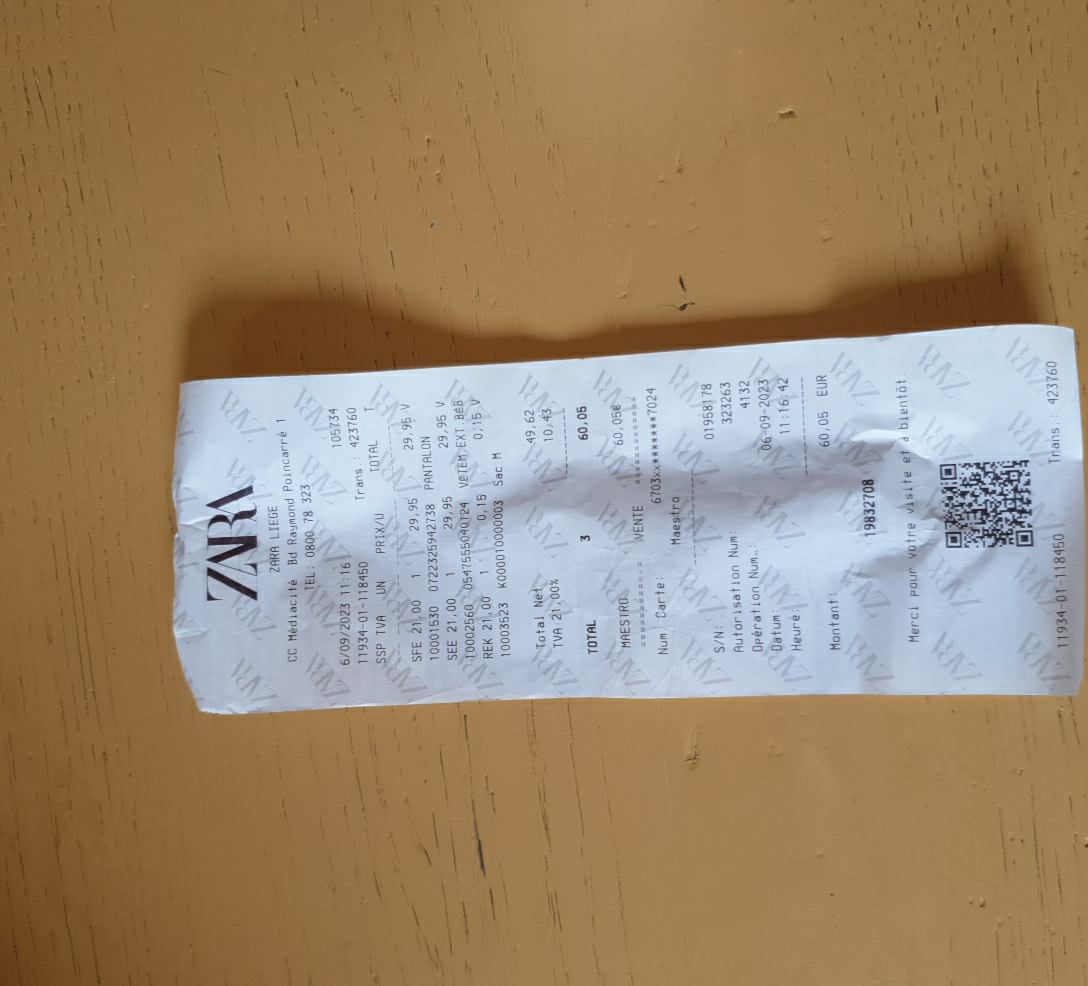 ZARA
ZARA LIEGE
CC Médiacité Bd Raymond Poincarré 1
TEL: 0800 78 323
105734
6/09/2023 11:16 Trans.: 423760
11934-01-118450
SSP TVA UN PRIX/U TOTAL T
SFE 21,00 1 29,95 29,95 V
10001530 0722325942738 PANTALON
SEE 21,00 1 29,95 29,95 V
10002560 0547555040124 VETEM.EXT.BEB
REK 21,00 1 0,15 0,15 V
10003523 K00001000003 Sac M
Total Net 49,62
TVA 21,00% 10,43
TOTAL 3 60,05
MAESTRO 60,05€
VENTE
Num. Carte: 6703xx*******7024
Maestro
S/N: 01958178
Autorisation Num: 323263
Opération Num.: 4132
Datum: 06-09-2023
Heuré: 11:16:42
Montant: 60,05 EUR
19832708
Merci pour votre visite et à bientôt.
11934-01-118450 Trans.: 423760